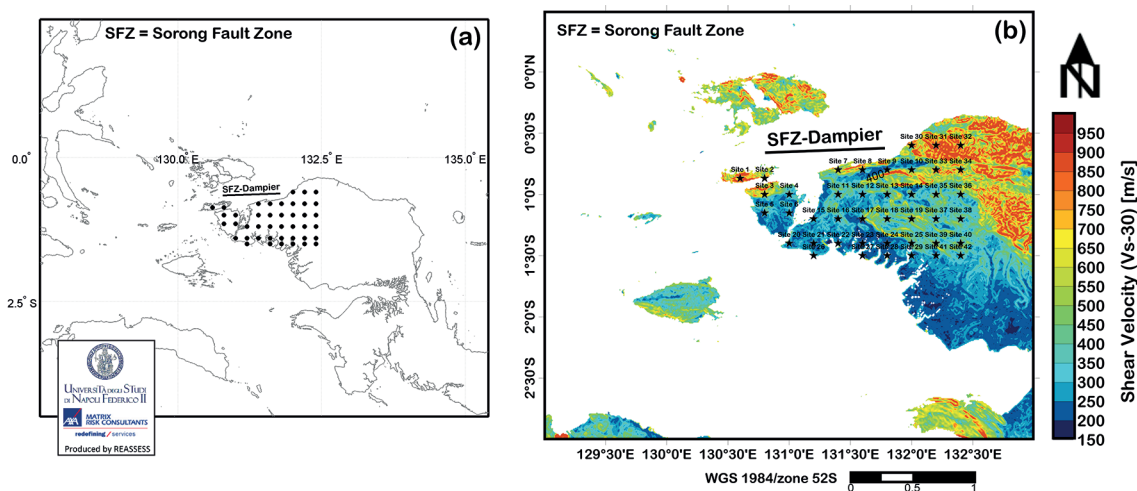 SFZ = Sorong Fault Zone
(a)
0.0°
130.0°
132.5°
135.0°
SFZ-Dampier
2.5° S
UNIVERSITÀ DEGLI STUDI
DI
NAPOLI FEDERICO II
AXA
MATRIX
RISK CONSULTANTS
redefining / services
Produced by REASSESS
SFZ = Sorong Fault Zone
(b)
SFZ-Dampier
0°0'N
0°30'S
1°0'S
1°30'S
2°0'S
2°30'S
Site 30 Site 31 Site 32
Site 1 Site 2 Site 7 Site 8 Site 9 Site 10 Site 33 Site 34
400
Site 3 Site 4 Site 11 Site 12 Site 13 Site 14 Site 35 Site 36
Site 5 Site 6 Site 15 Site 16 Site 17 Site 18 Site 19 Site 37 Site 38
Site 20 Site 21 Site 22 Site 23 Site 24 Site 25 Site 39 Site 40
Site 26 Site 27 Site 28 Site 29 Site 41 Site 42
129°30'E 130°0'E 130°30'E 131°0'E 131°30'E 132°0'E 132°30'E
WGS 1984/zone 52S
0 0.5 1
N
950
900
850
800
750
700
650
600
550
500
450
400
350
300
250
200
150
Shear Velocity (Vs-30) [m/s]